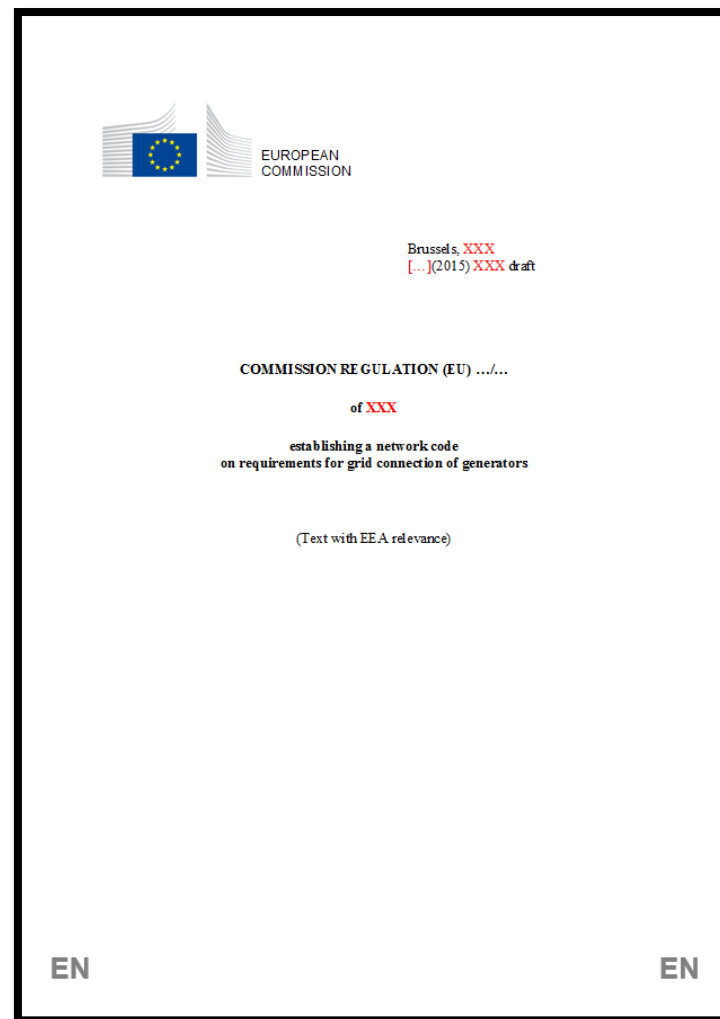 EUROPEAN
COMMISSION
Brussels, XXX
[…](2015) XXX draft
COMMISSION REGULATION (EU) …/…
of XXX
establishing a network code
on requirements for grid connection of generators
(Text with EEA relevance)
EN
EN